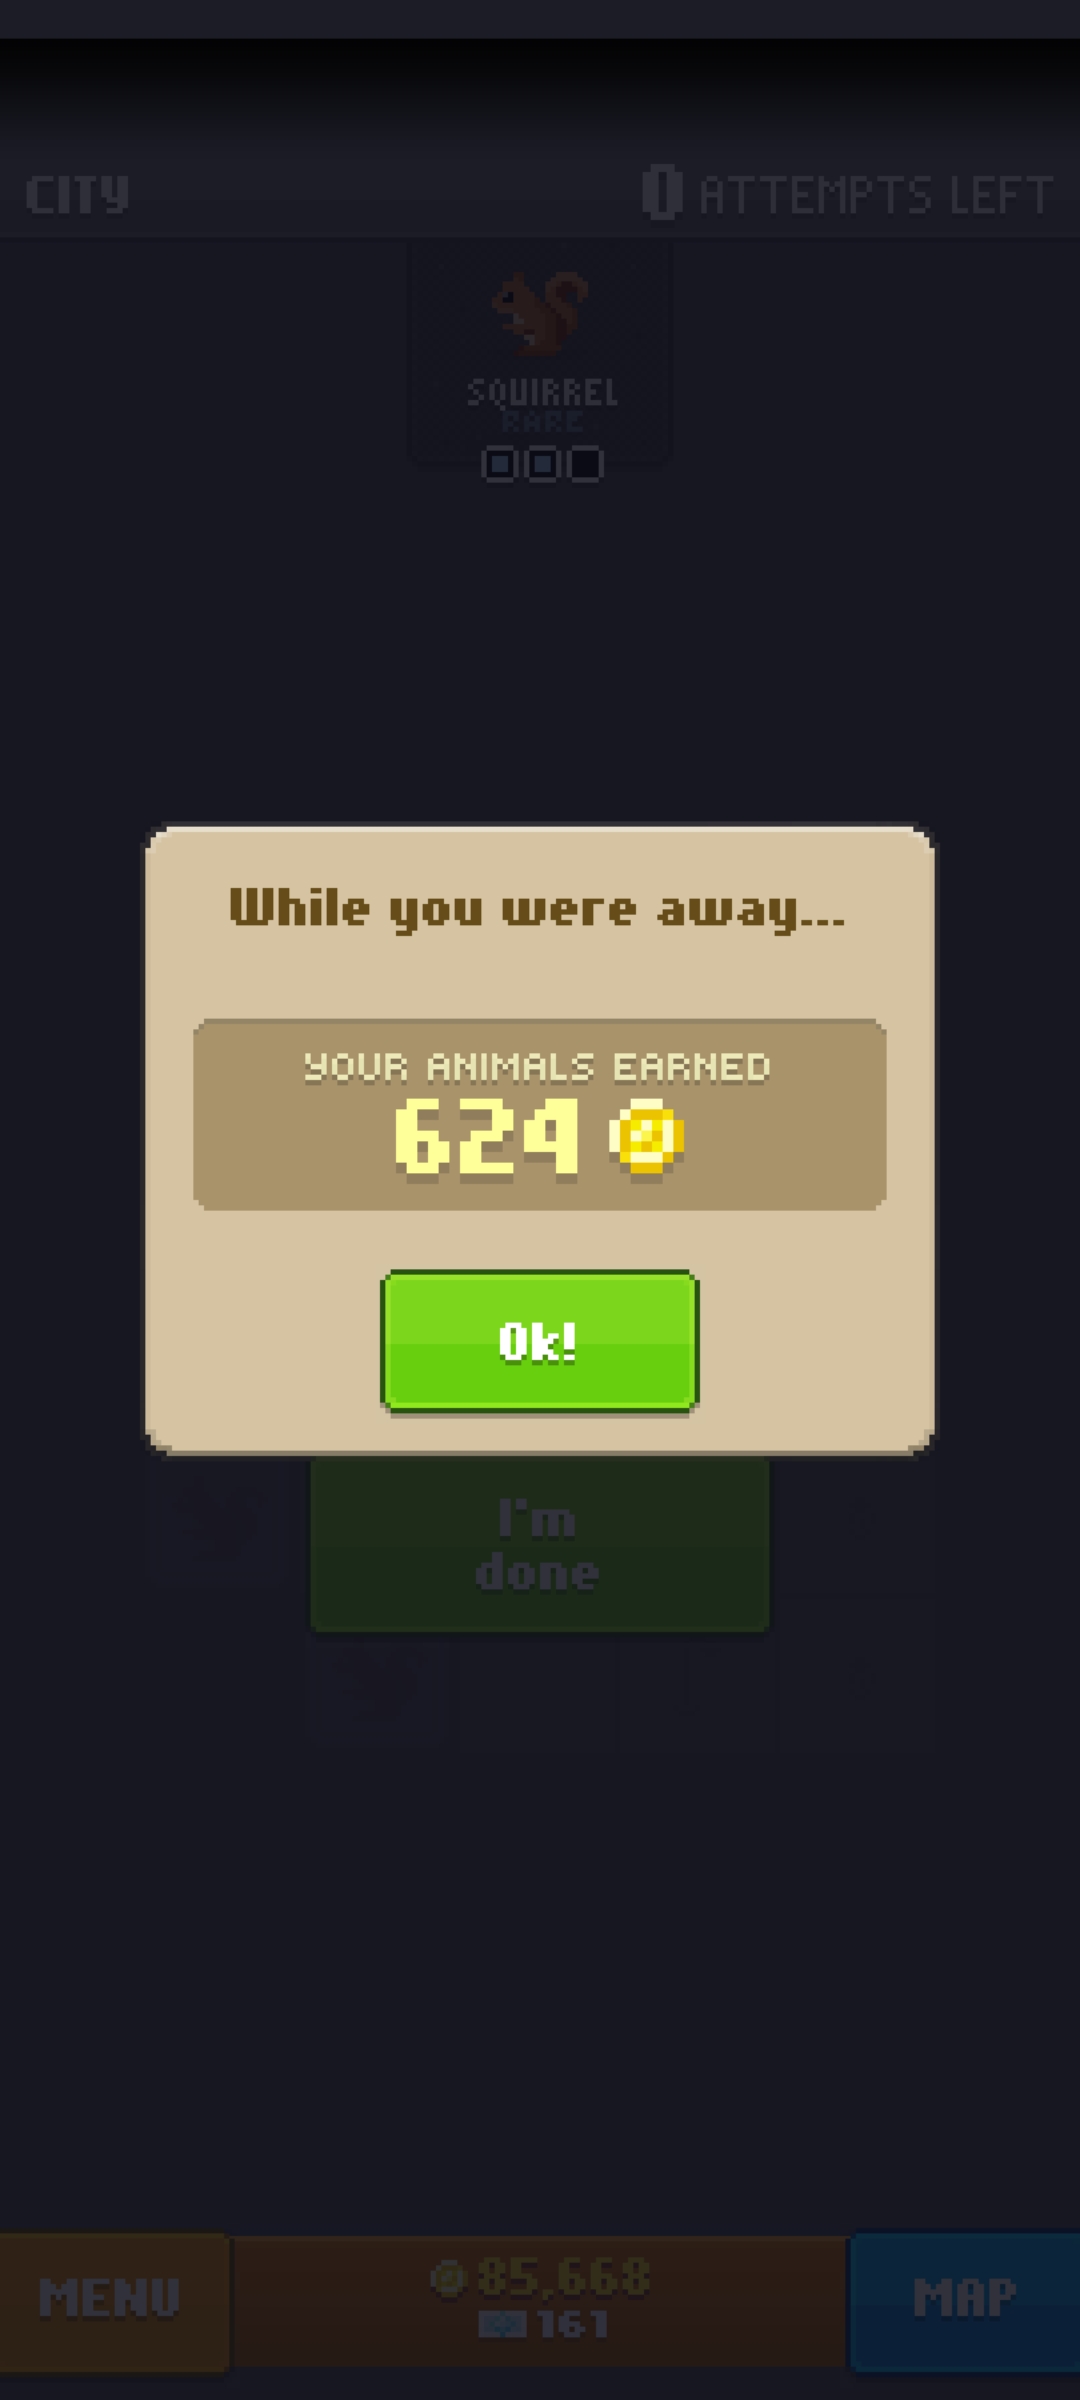 CITY
0 ATTEMPTS LEFT
SQUIRREL
RARE
While you were away...
YOUR ANIMALS EARNED
624
Ok!
I'm
done
MENU
85,668
161
MAP